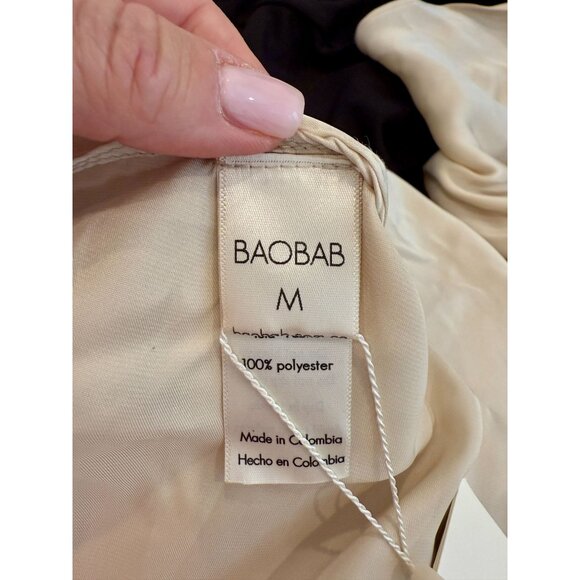 BAOBAB
M
100% polyester
Made in Colombia
Hecho en Colombia